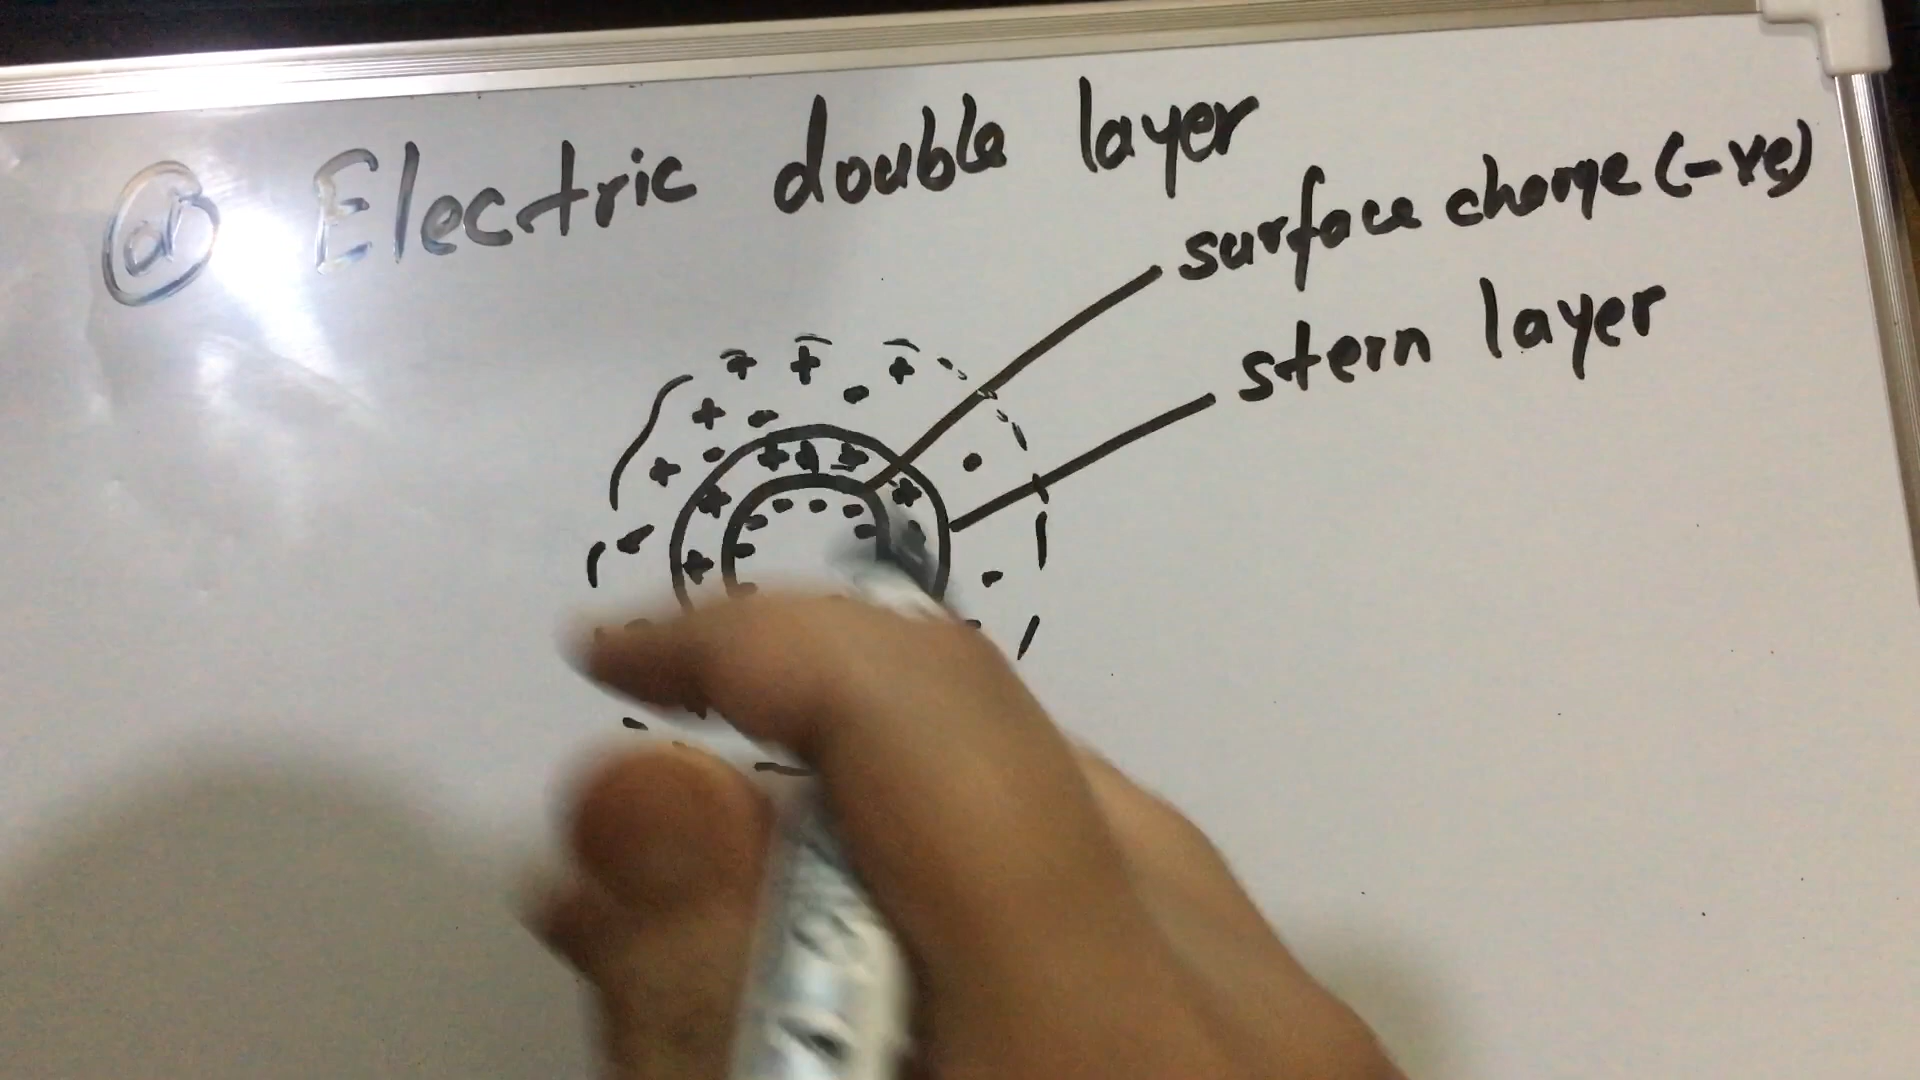 @ Electric double layer
surface charge (-ve)
stern layer